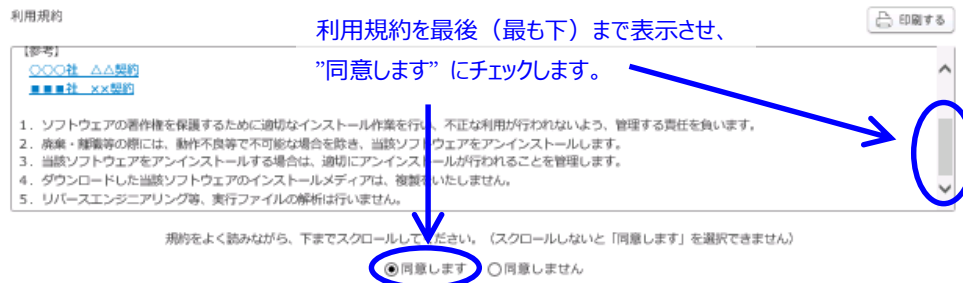 利用規約
印刷する
利用規約を最後（最も下）まで表示させ、
”同意します” にチェックします。
【参考】
○○○社　△△契約
■■■社　××契約
1. ソフトウェアの著作権を保護するために適切なインストール作業を行い、不正な利用が行われないよう、管理する責任を負います。
2. 廃棄・離職等の際には、動作不良等で不可能な場合を除き、当該ソフトウェアをアンインストールします。
3. 当該ソフトウェアをアンインストールする場合は、適切にアンインストールが行われることを管理します。
4. ダウンロードした当該ソフトウェアのインストールメディアは、複製をいたしません。
5. リバースエンジニアリング等、実行ファイルの解析は行いません。
規約をよく読みながら、下までスクロールしてください。（スクロールしないと「同意します」を選択できません）
同意します　同意しません